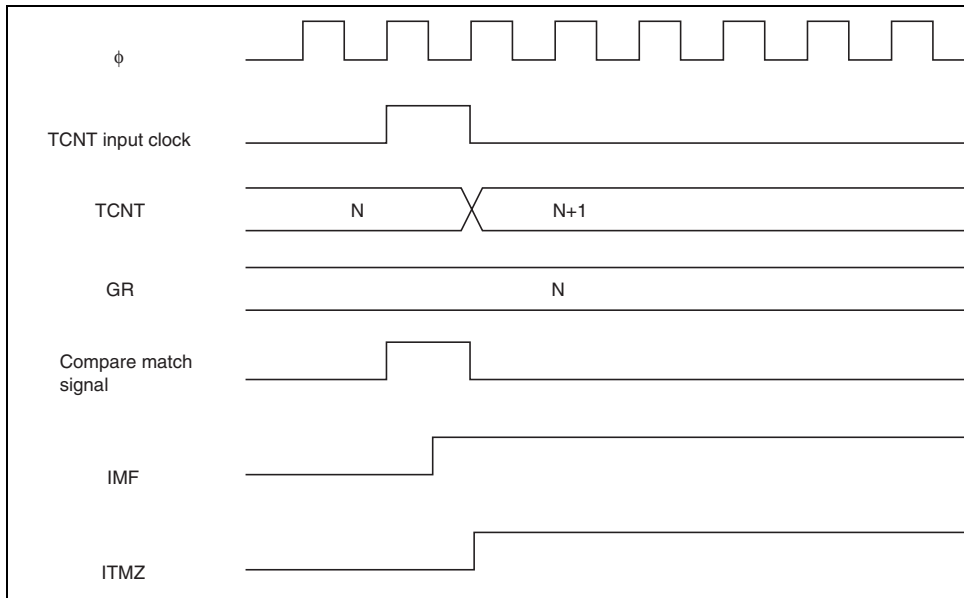 ϕ
TCNT input clock
TCNT
N
N+1
GR
N
Compare match
signal
IMF
ITMZ